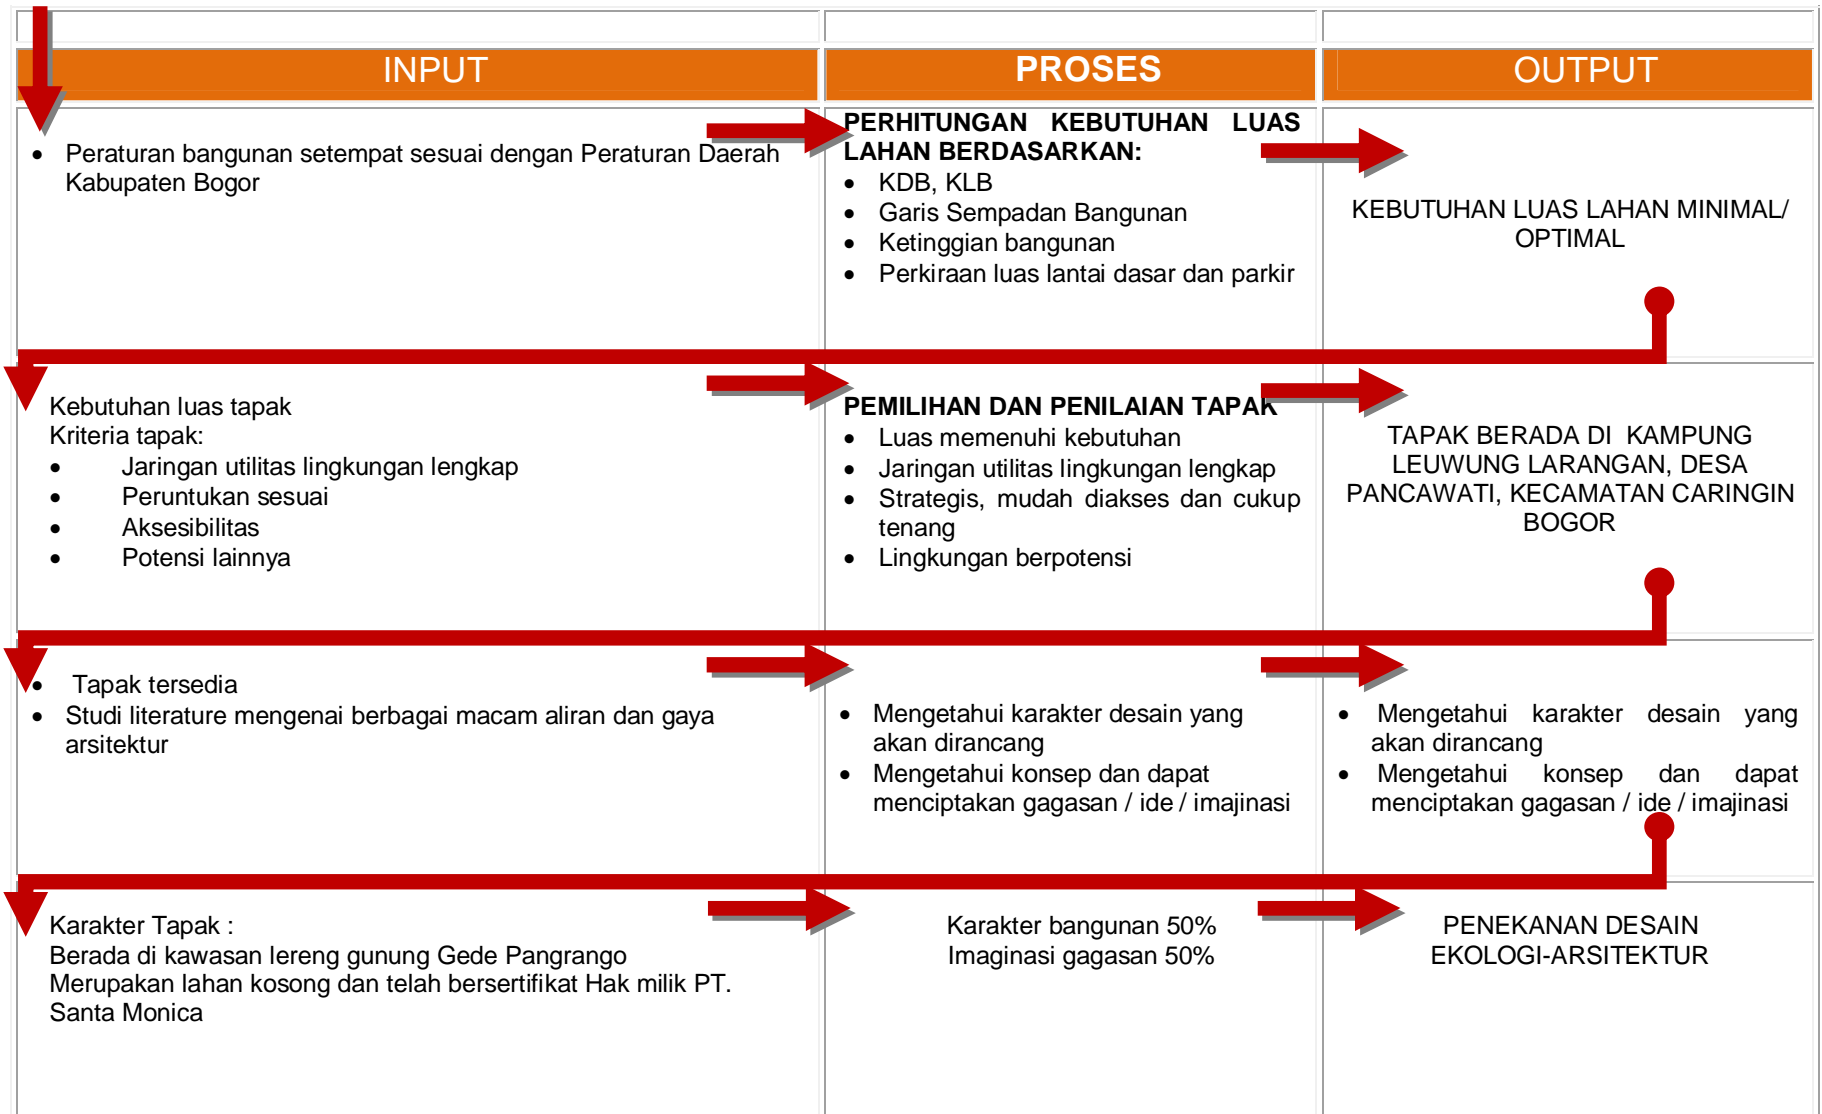 INPUT
PROSES
OUTPUT
• Peraturan bangunan setempat sesuai dengan Peraturan Daerah
Kabupaten Bogor
PERHITUNGAN KEBUTUHAN LUAS
LAHAN BERDASARKAN:
• KDB, KLB
• Garis Sempadan Bangunan
• Ketinggian bangunan
• Perkiraan luas lantai dasar dan parkir
KEBUTUHAN LUAS LAHAN MINIMAL/
OPTIMAL
Kebutuhan luas tapak
Kriteria tapak:
• Jaringan utilitas lingkungan lengkap
• Peruntukan sesuai
• Aksesibilitas
• Potensi lainnya
PEMILIHAN DAN PENILAIAN TAPAK
• Luas memenuhi kebutuhan
• Jaringan utilitas lingkungan lengkap
• Strategis, mudah diakses dan cukup
tenang
• Lingkungan berpotensi
TAPAK BERADA DI KAMPUNG
LEUWUNG LARANGAN, DESA
PANCAWATI, KECAMATAN CARINGIN
BOGOR
• Tapak tersedia
• Studi literature mengenai berbagai macam aliran dan gaya
arsitektur
• Mengetahui karakter desain yang
akan dirancang
• Mengetahui konsep dan dapat
menciptakan gagasan / ide / imajinasi
• Mengetahui karakter desain yang
akan dirancang
• Mengetahui konsep dan dapat
menciptakan gagasan / ide / imajinasi
Karakter Tapak :
Berada di kawasan lereng gunung Gede Pangrango
Merupakan lahan kosong dan telah bersertifikat Hak milik PT.
Santa Monica
Karakter bangunan 50%
Imaginasi gagasan 50%
PENEKANAN DESAIN
EKOLOGI-ARSITEKTUR